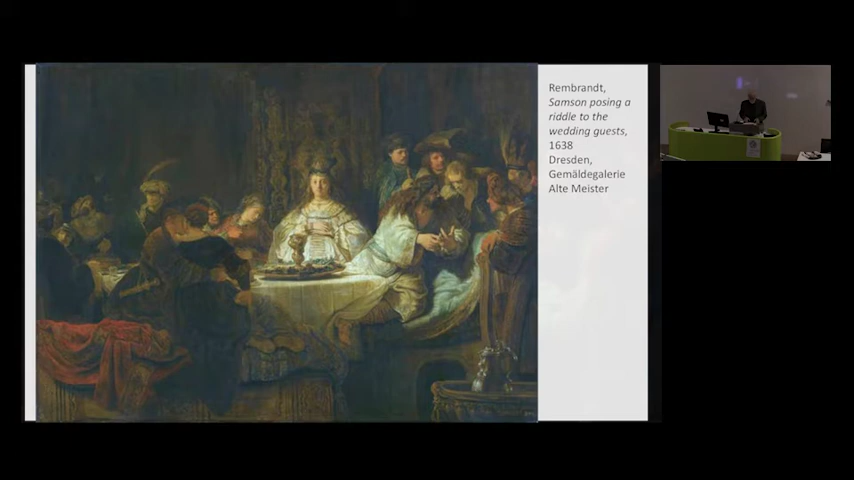 Rembrandt,
Samson posing a
riddle to the
wedding guests,
1638
Dresden,
Gemäldegalerie
Alte Meister